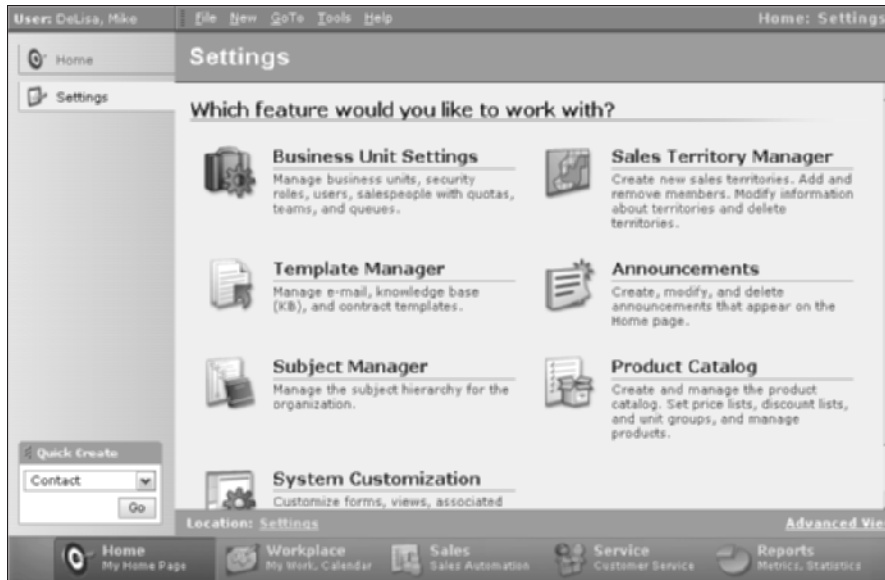 User: DeLisa, Mike
File New GoTo Tools Help
Home: Settings
Home
Settings
Settings
Which feature would you like to work with?
Business Unit Settings
Manage business units, security
roles, users, salespeople with quotas,
teams, and queues.
Sales Territory Manager
Create new sales territories. Add and
remove members. Modify information
about territories and delete
territories.
Template Manager
Manage e-mail, knowledge base
(KB), and contract templates.
Announcements
Create, modify, and delete
announcements that appear on the
Home page.
Subject Manager
Manage the subject hierarchy for the
organization.
Product Catalog
Create and manage the product
catalog. Set price lists, discount lists,
and unit groups, and manage
products.
System Customization
Customize forms, views, associated
Quick Create
Contact
Go
Location: Settings
Advanced Vie
Home
My Home Page
Workplace
My Work, Calendar
Sales
Sales Automation
Service
Customer Service
Reports
Metrics, Statistics